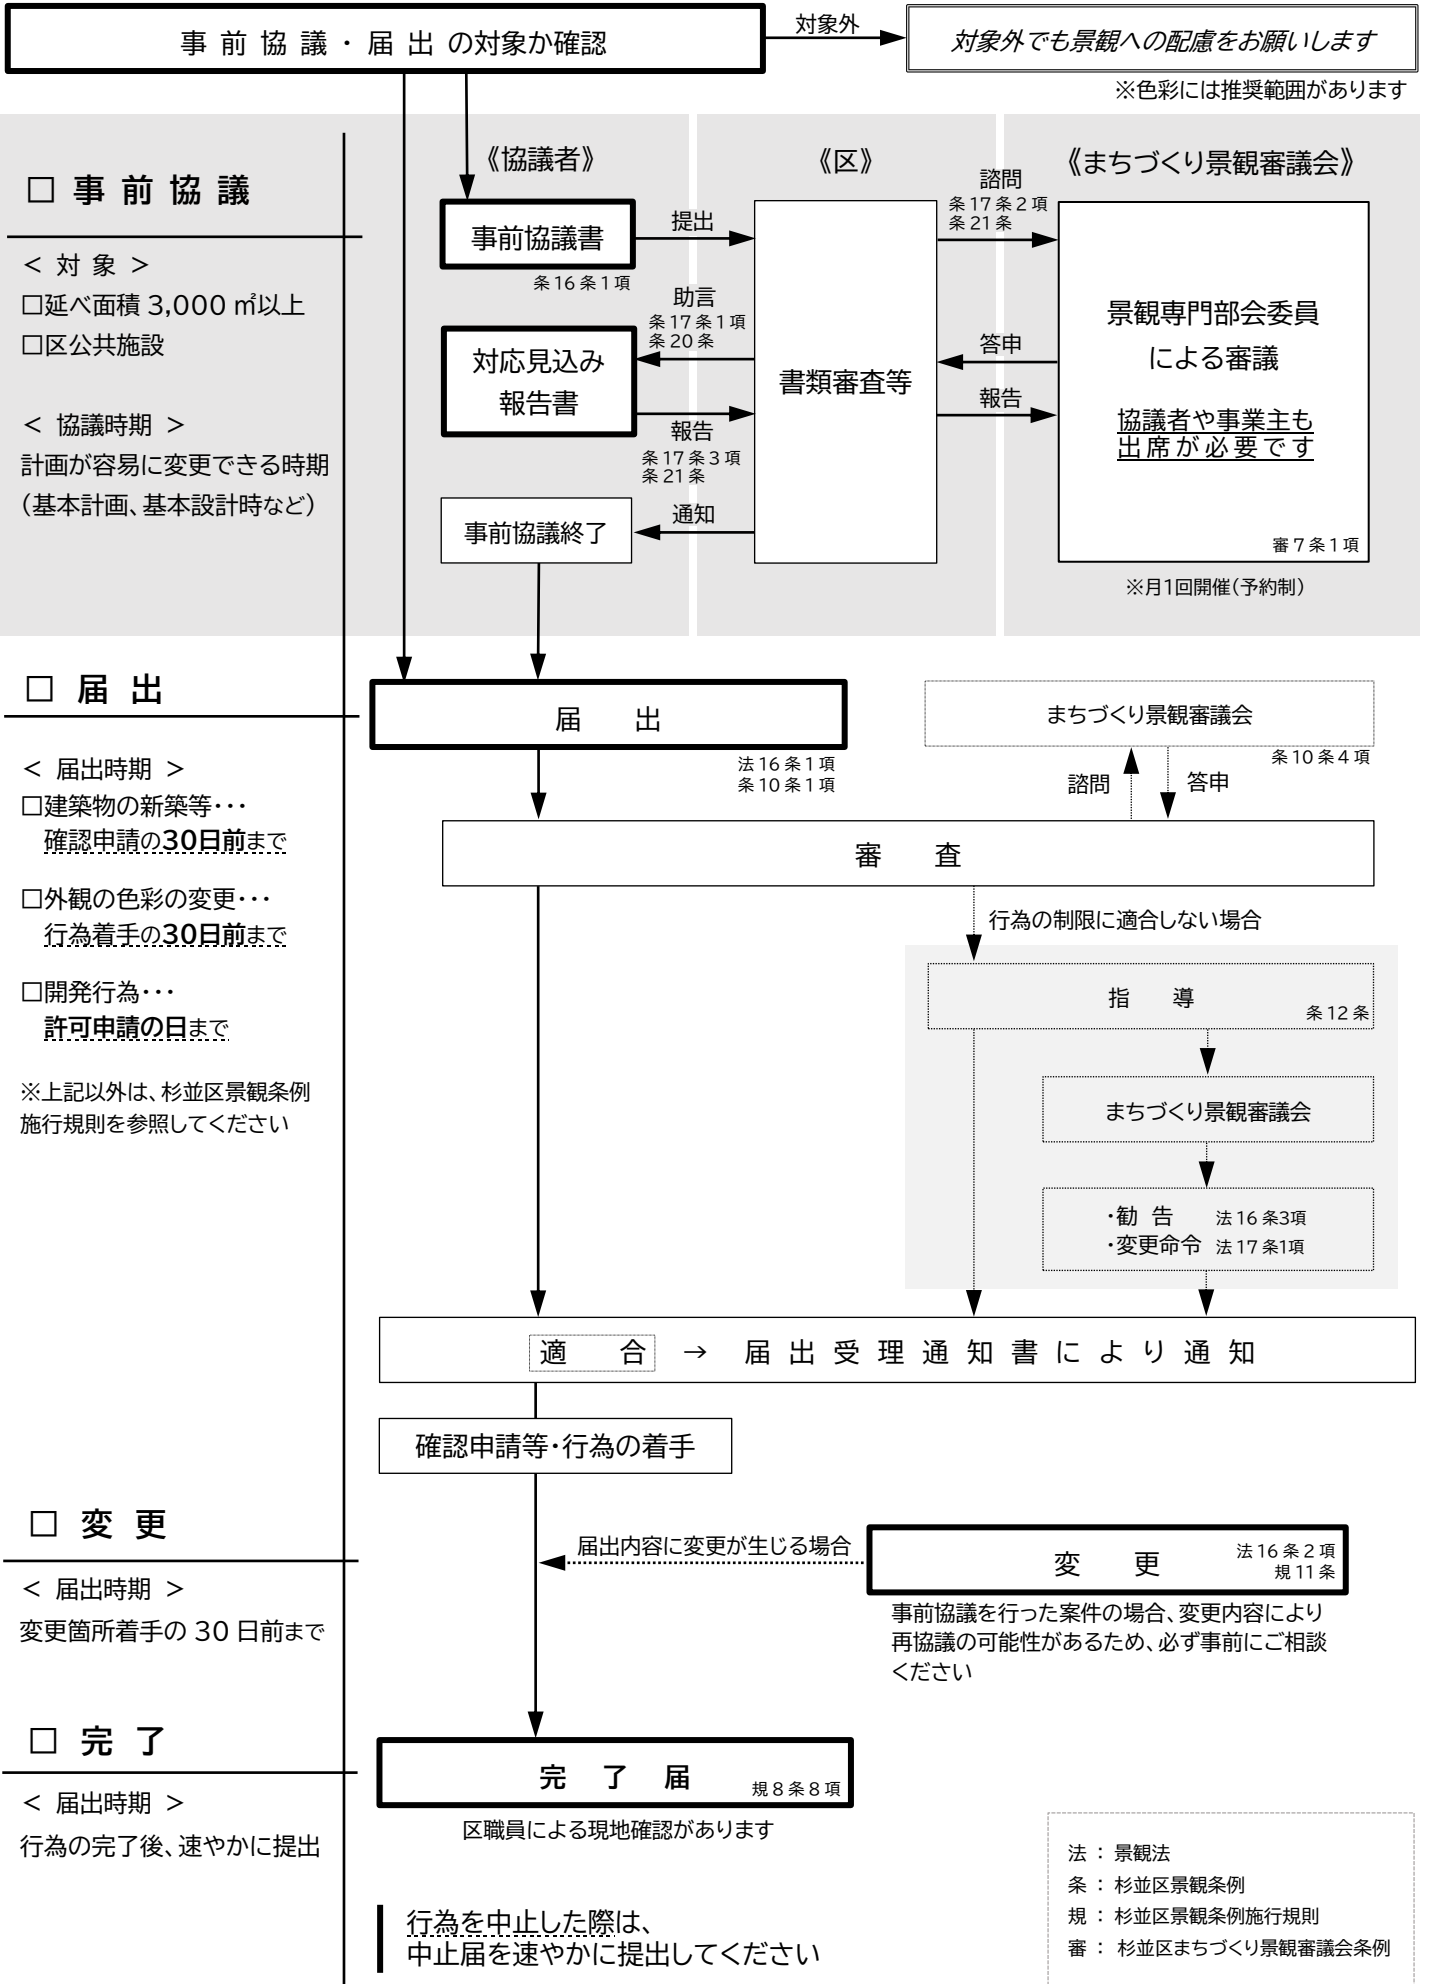 事前協議・届出の対象か確認
対象外
対象外でも景観への配慮をお願いします
※色彩には推奨範囲があります
□ 事前協議
＜ 対 象 ＞
□延べ面積 3,000 ㎡以上
□区公共施設
＜ 協議時期 ＞
計画が容易に変更できる時期
（基本計画、基本設計時など）
《協議者》
《区》
《まちづくり景観審議会》
事前協議書
条16条1項
提出
諮問
条17条2項
条21条
助言
条17条1項
条20条
対応見込み
報告書
報告
条17条3項
条21条
書類審査等
答申
報告
景観専門部会委員
による審議
協議者や事業主も
出席が必要です
審7条1項
※月1回開催（予約制）
通知
事前協議終了
□ 届出
＜ 届出時期 ＞
□建築物の新築等・・・
確認申請の30日前まで
□外観の色彩の変更・・・
行為着手の30日前まで
□開発行為・・・
許可申請の日まで
※上記以外は、杉並区景観条例
施行規則を参照してください
届 出
法16条1項
条10条1項
まちづくり景観審議会
条10条4項
諮問
答申
審 査
行為の制限に適合しない場合
指 導
条12条
まちづくり景観審議会
・勧 告 法16条3項
・変更命令 法17条1項
適 合 → 届出受理通知書により通知
確認申請等・行為の着手
□ 変更
＜ 届出時期 ＞
変更箇所着手の 30 日前まで
届出内容に変更が生じる場合
変 更
法16条2項
規11条
事前協議を行った案件の場合、変更内容により
再協議の可能性があるため、必ず事前にご相談
ください
□ 完了
＜ 届出時期 ＞
行為の完了後、速やかに提出
完 了 届
規8条8項
区職員による現地確認があります
行為を中止した際は、
中止届を速やかに提出してください
法 ： 景観法
条 ： 杉並区景観条例
規 ： 杉並区景観条例施行規則
審 ： 杉並区まちづくり景観審議会条例